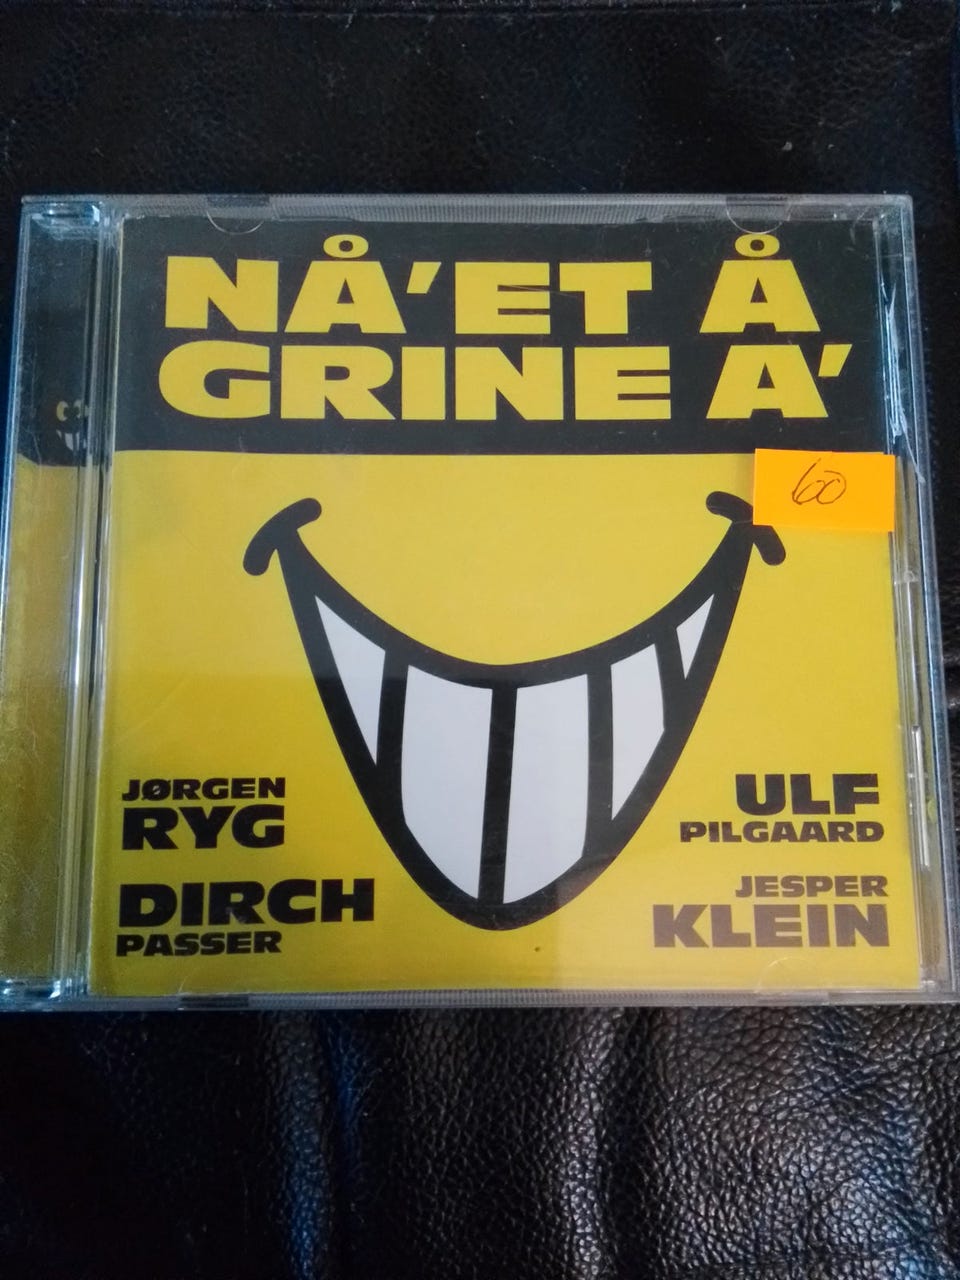 NÅ'ET Å
GRINE A'
60
JØRGEN
RYG
DIRCH
PASSER
ULF
PILGAARD
JESPER
KLEIN